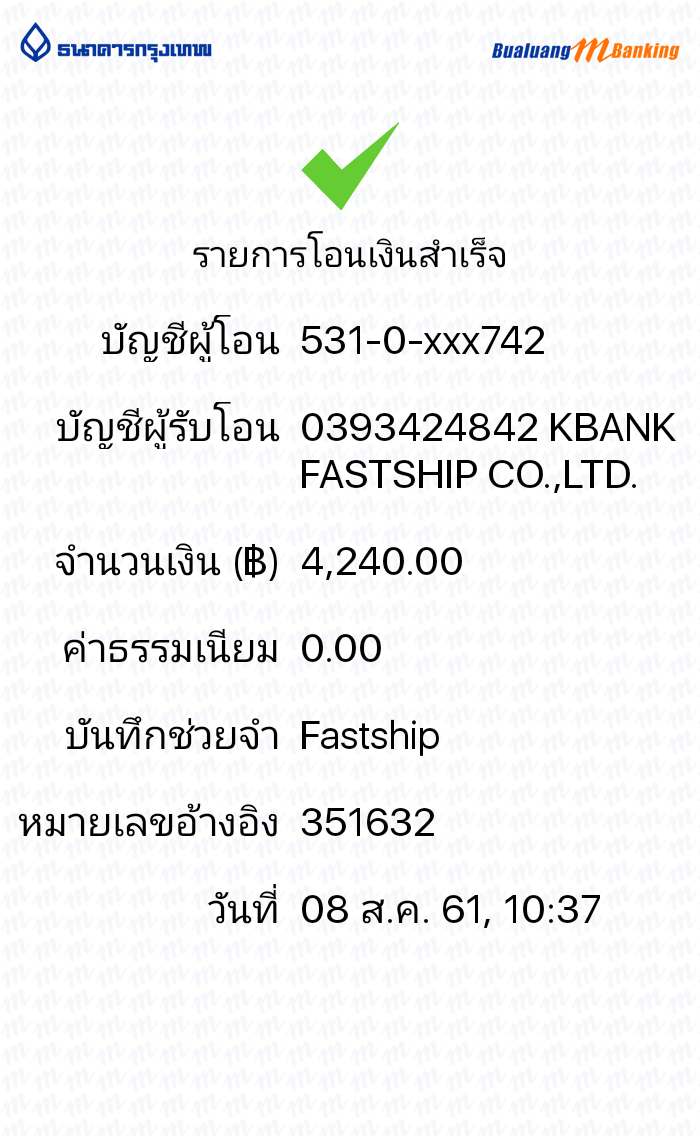 ธนาคารกรุงเทพ
Bualuang m Banking
รายการโอนเงินสำเร็จ
บัญชีผู้โอน 531-0-xxx742
บัญชีผู้รับโอน 0393424842 KBANK
FASTSHIP CO.,LTD.
จำนวนเงิน (฿) 4,240.00
ค่าธรรมเนียม 0.00
บันทึกช่วยจำ Fastship
หมายเลขอ้างอิง 351632
วันที่ 08 ส.ค. 61, 10:37